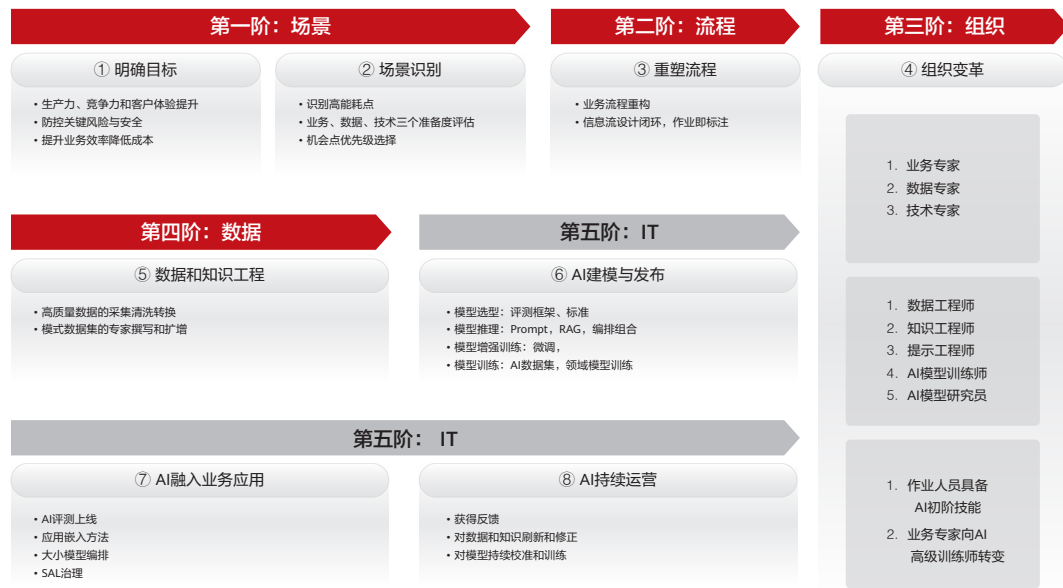 第一阶：场景
① 明确目标
• 生产力、竞争力和客户体验提升
• 防控关键风险与安全
• 提升业务效率降低成本
② 场景识别
• 识别高能耗点
• 业务、数据、技术三个准备度评估
• 机会点优先级选择
第二阶：流程
③ 重塑流程
• 业务流程重构
• 信息流设计闭环，作业即标注
第三阶：组织
④ 组织变革
1. 业务专家
2. 数据专家
3. 技术专家
1. 数据工程师
2. 知识工程师
3. 提示工程师
4. AI模型训练师
5. AI模型研究员
1. 作业人员具备
AI初阶技能
2. 业务专家向AI
高级训练师转变
第四阶：数据
⑤ 数据和知识工程
• 高质量数据的采集清洗转换
• 模式数据集的专家撰写和扩增
第五阶：IT
⑥ AI建模与发布
• 模型选型：评测框架、标准
• 模型推理：Prompt，RAG，编排组合
• 模型增强训练：微调，
• 模型训练：AI数据集，领域模型训练
第五阶： IT
⑦ AI融入业务应用
• AI评测上线
• 应用嵌入方法
• 大小模型编排
• SAL治理
⑧ AI持续运营
• 获得反馈
• 对数据和知识刷新和修正
• 对模型持续校准和训练